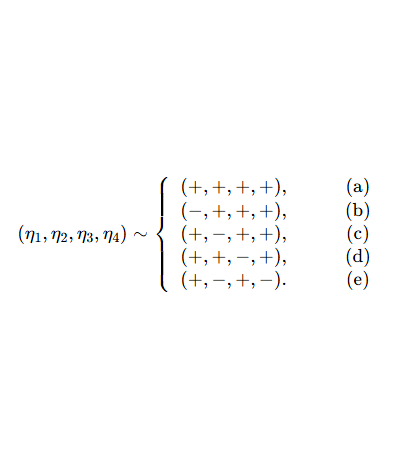 (+, +, +, +), (a)
(−, +, +, +), (b)
(η₁, η₂, η₃, η₄) ∼ { (+, −, +, +), (c)
(+, +, −, +), (d)
(+, −, +, −). (e)